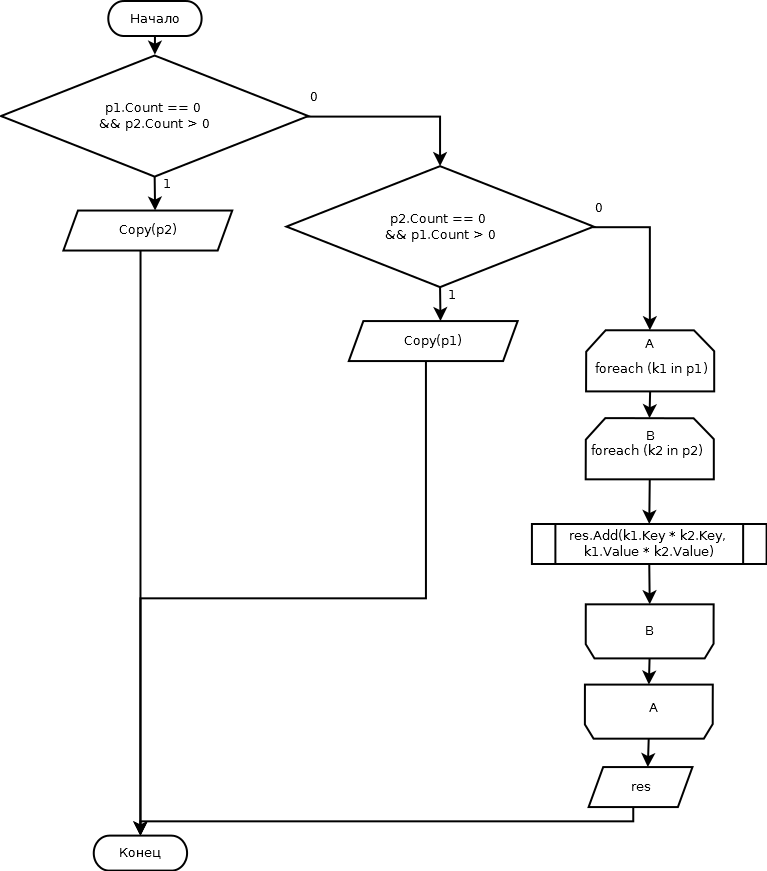 Начало
p1.Count == 0
&& p2.Count > 0
0
1
Copy(p2)
p2.Count == 0
&& p1.Count > 0
0
1
Copy(p1)
A
foreach (k1 in p1)
B
foreach (k2 in p2)
res.Add(k1.Key * k2.Key,
k1.Value * k2.Value)
B
A
res
Конец